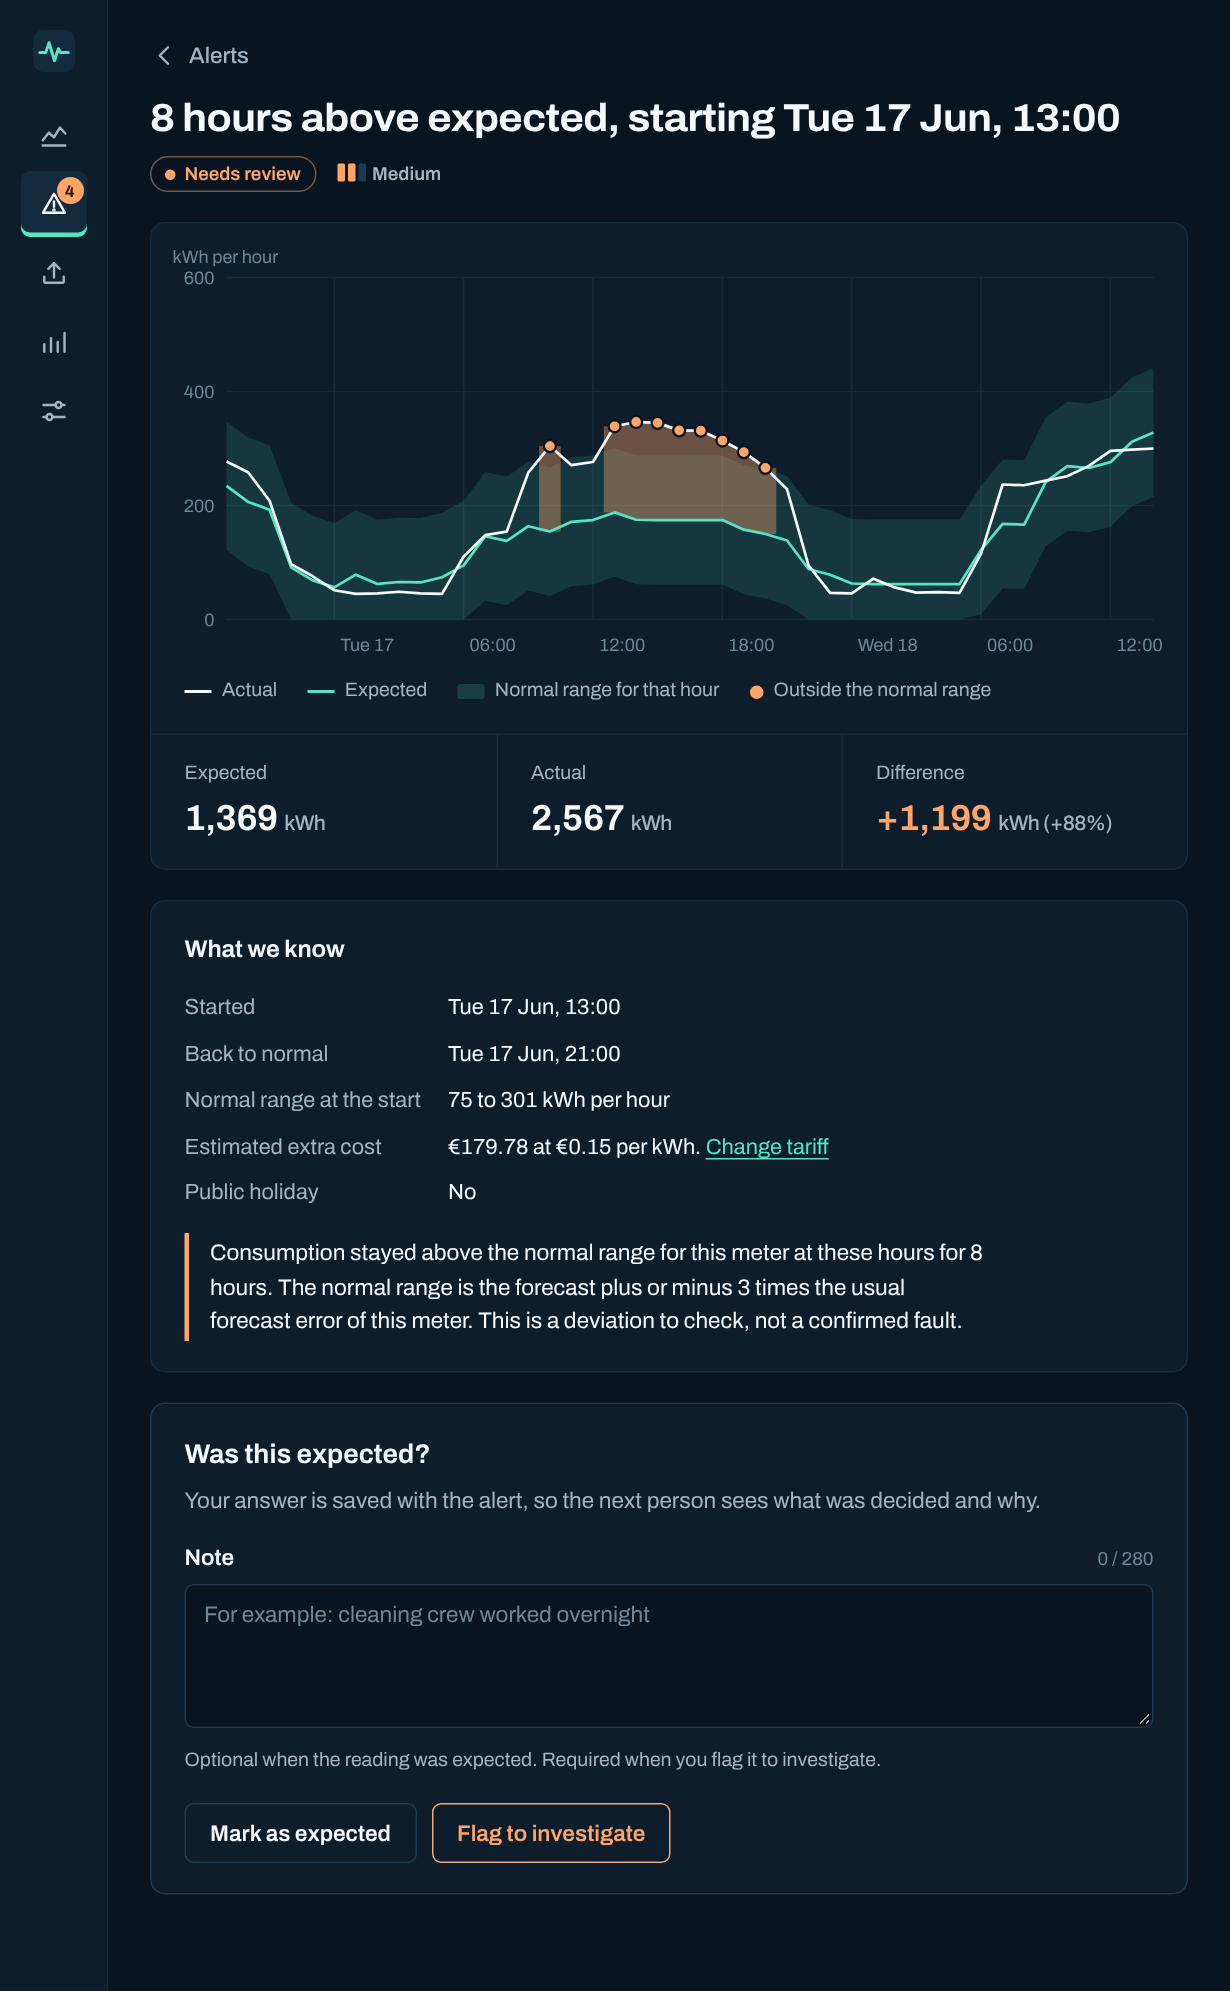 4
Alerts
8 hours above expected, starting Tue 17 Jun, 13:00
Needs review
Medium
kWh per hour
600
400
200
0
Tue 17 06:00 12:00 18:00 Wed 18 06:00 12:00
Actual Expected Normal range for that hour Outside the normal range
Expected Actual Difference
1,369 kWh 2,567 kWh +1,199 kWh (+88%)
What we know
Started Tue 17 Jun, 13:00
Back to normal Tue 17 Jun, 21:00
Normal range at the start 75 to 301 kWh per hour
Estimated extra cost €179.78 at €0.15 per kWh. Change tariff
Public holiday No
Consumption stayed above the normal range for this meter at these hours for 8
hours. The normal range is the forecast plus or minus 3 times the usual
forecast error of this meter. This is a deviation to check, not a confirmed fault.
Was this expected?
Your answer is saved with the alert, so the next person sees what was decided and why.
Note 0 / 280
For example: cleaning crew worked overnight
Optional when the reading was expected. Required when you flag it to investigate.
Mark as expected Flag to investigate